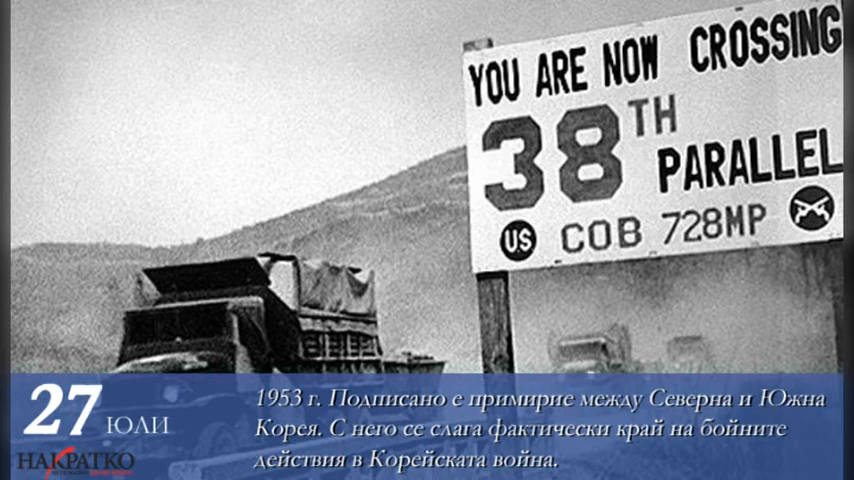 YOU ARE NOW CROSSING
38TH
PARALLEL
US COB 728MP
27 ЮЛИ
1953 г. Подписано е примирие между Северна и Южна
Корея. С него се слага фактически край на бойните
действия в Корейската война.
НАКРАТКО